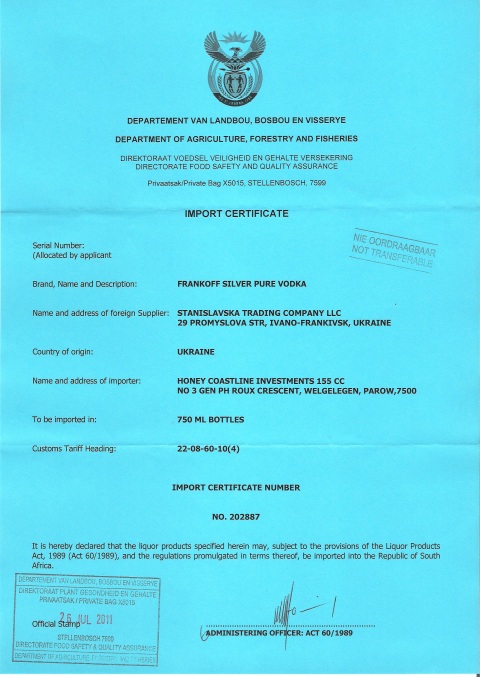 DEPARTEMENT VAN LANDBOU, BOSBOU EN VISSERYE
DEPARTMENT OF AGRICULTURE, FORESTRY AND FISHERIES
DIREKTORAAT VOEDSEL VEILIGHEID EN GEHALTE VERSEKERING
DIRECTORATE FOOD SAFETY AND QUALITY ASSURANCE
Privaatsak/Private Bag X5015, STELLENBOSCH, 7599
IMPORT CERTIFICATE
NIE OORDRAAGBAAR
NOT TRANSFERABLE
Serial Number:
(Allocated by applicant
Brand, Name and Description: FRANKOFF SILVER PURE VODKA
Name and address of foreign Supplier: STANISLAVSKA TRADING COMPANY LLC
29 PROMYSLOVA STR, IVANO-FRANKIVSK, UKRAINE
Country of origin: UKRAINE
Name and address of importer: HONEY COASTLINE INVESTMENTS 155 CC
NO 3 GEN PH ROUX CRESCENT, WELGELEGEN, PAROW,7500
To be imported in: 750 ML BOTTLES
Customs Tariff Heading: 22-08-60-10(4)
IMPORT CERTIFICATE NUMBER
NO. 202887
It is hereby declared that the liquor products specified herein may, subject to the provisions of the Liquor Products
Act, 1989 (Act 60/1989), and the regulations promulgated in terms thereof, be imported into the Republic of South
Africa.
DEPARTEMENT VAN LANDBOU, BOSBOU EN VISSERYE
DIREKTORAAT PLANT GESONDHEID EN GEHALTE
PRIVAATSAK/PRIVATE BAG X5015
Official Stamp 26 JUL 2011
STELLENBOSCH 7599
DIRECTORATE FOOD SAFETY & QUALITY ASSURANCE
DEPARTMENT OF AGRICULTURE, FORESTRY AND FISHERIES
ADMINISTERING OFFICER: ACT 60/1989